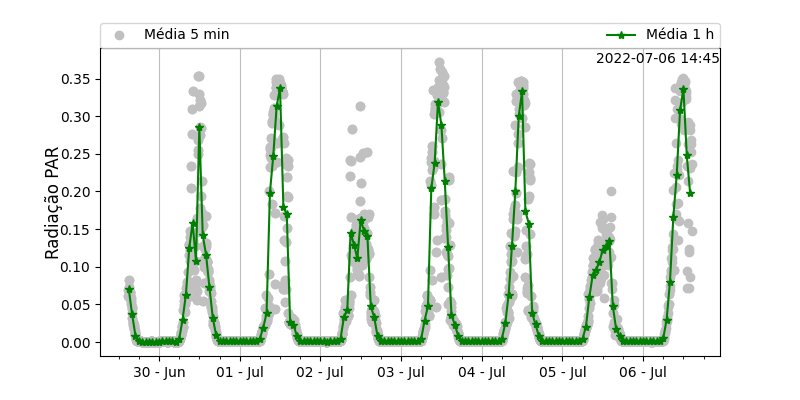 Média 5 min
Média 1 h
2022-07-06 14:45
Radiação PAR
0.35
0.30
0.25
0.20
0.15
0.10
0.05
0.00
30 - Jun
01 - Jul
02 - Jul
03 - Jul
04 - Jul
05 - Jul
06 - Jul